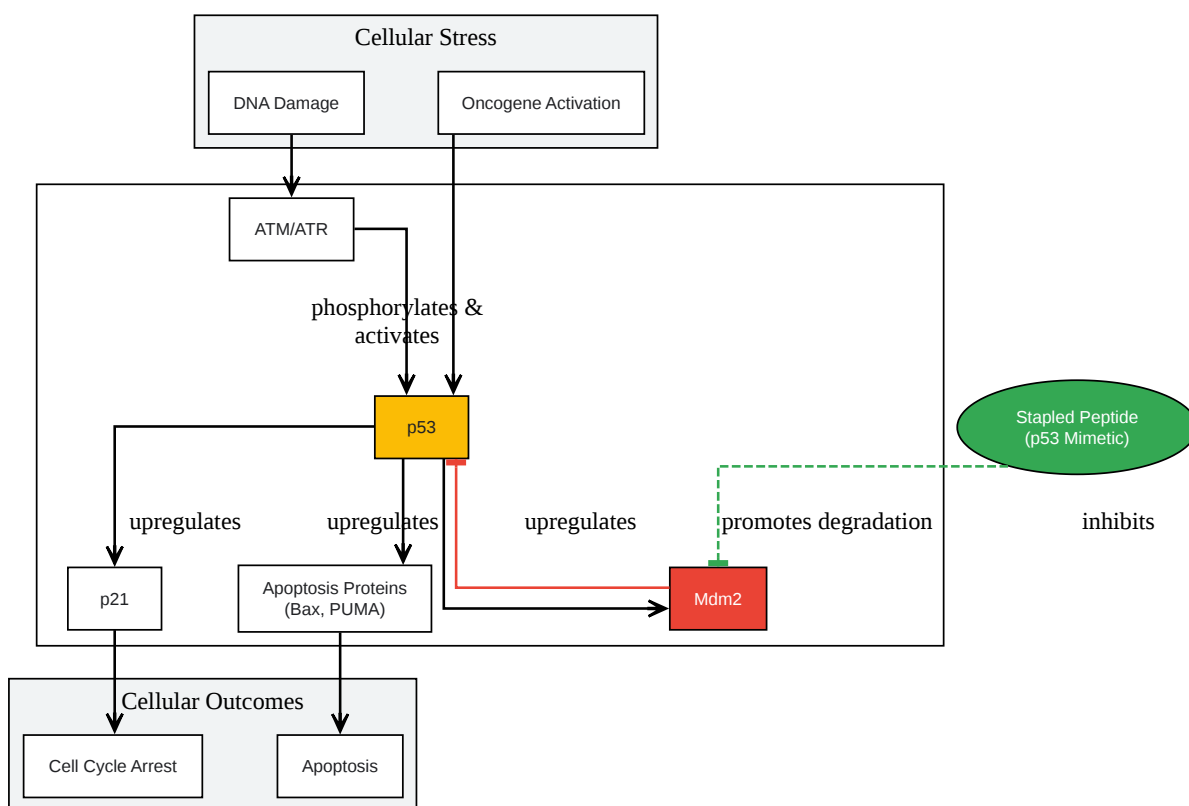 Cellular Stress
DNA Damage
Oncogene Activation
ATM/ATR
phosphorylates &
activates
p53
Stapled Peptide
(p53 Mimetic)
upregulates
upregulates
upregulates
promotes degradation
inhibits
p21
Apoptosis Proteins
(Bax, PUMA)
Mdm2
Cellular Outcomes
Cell Cycle Arrest
Apoptosis